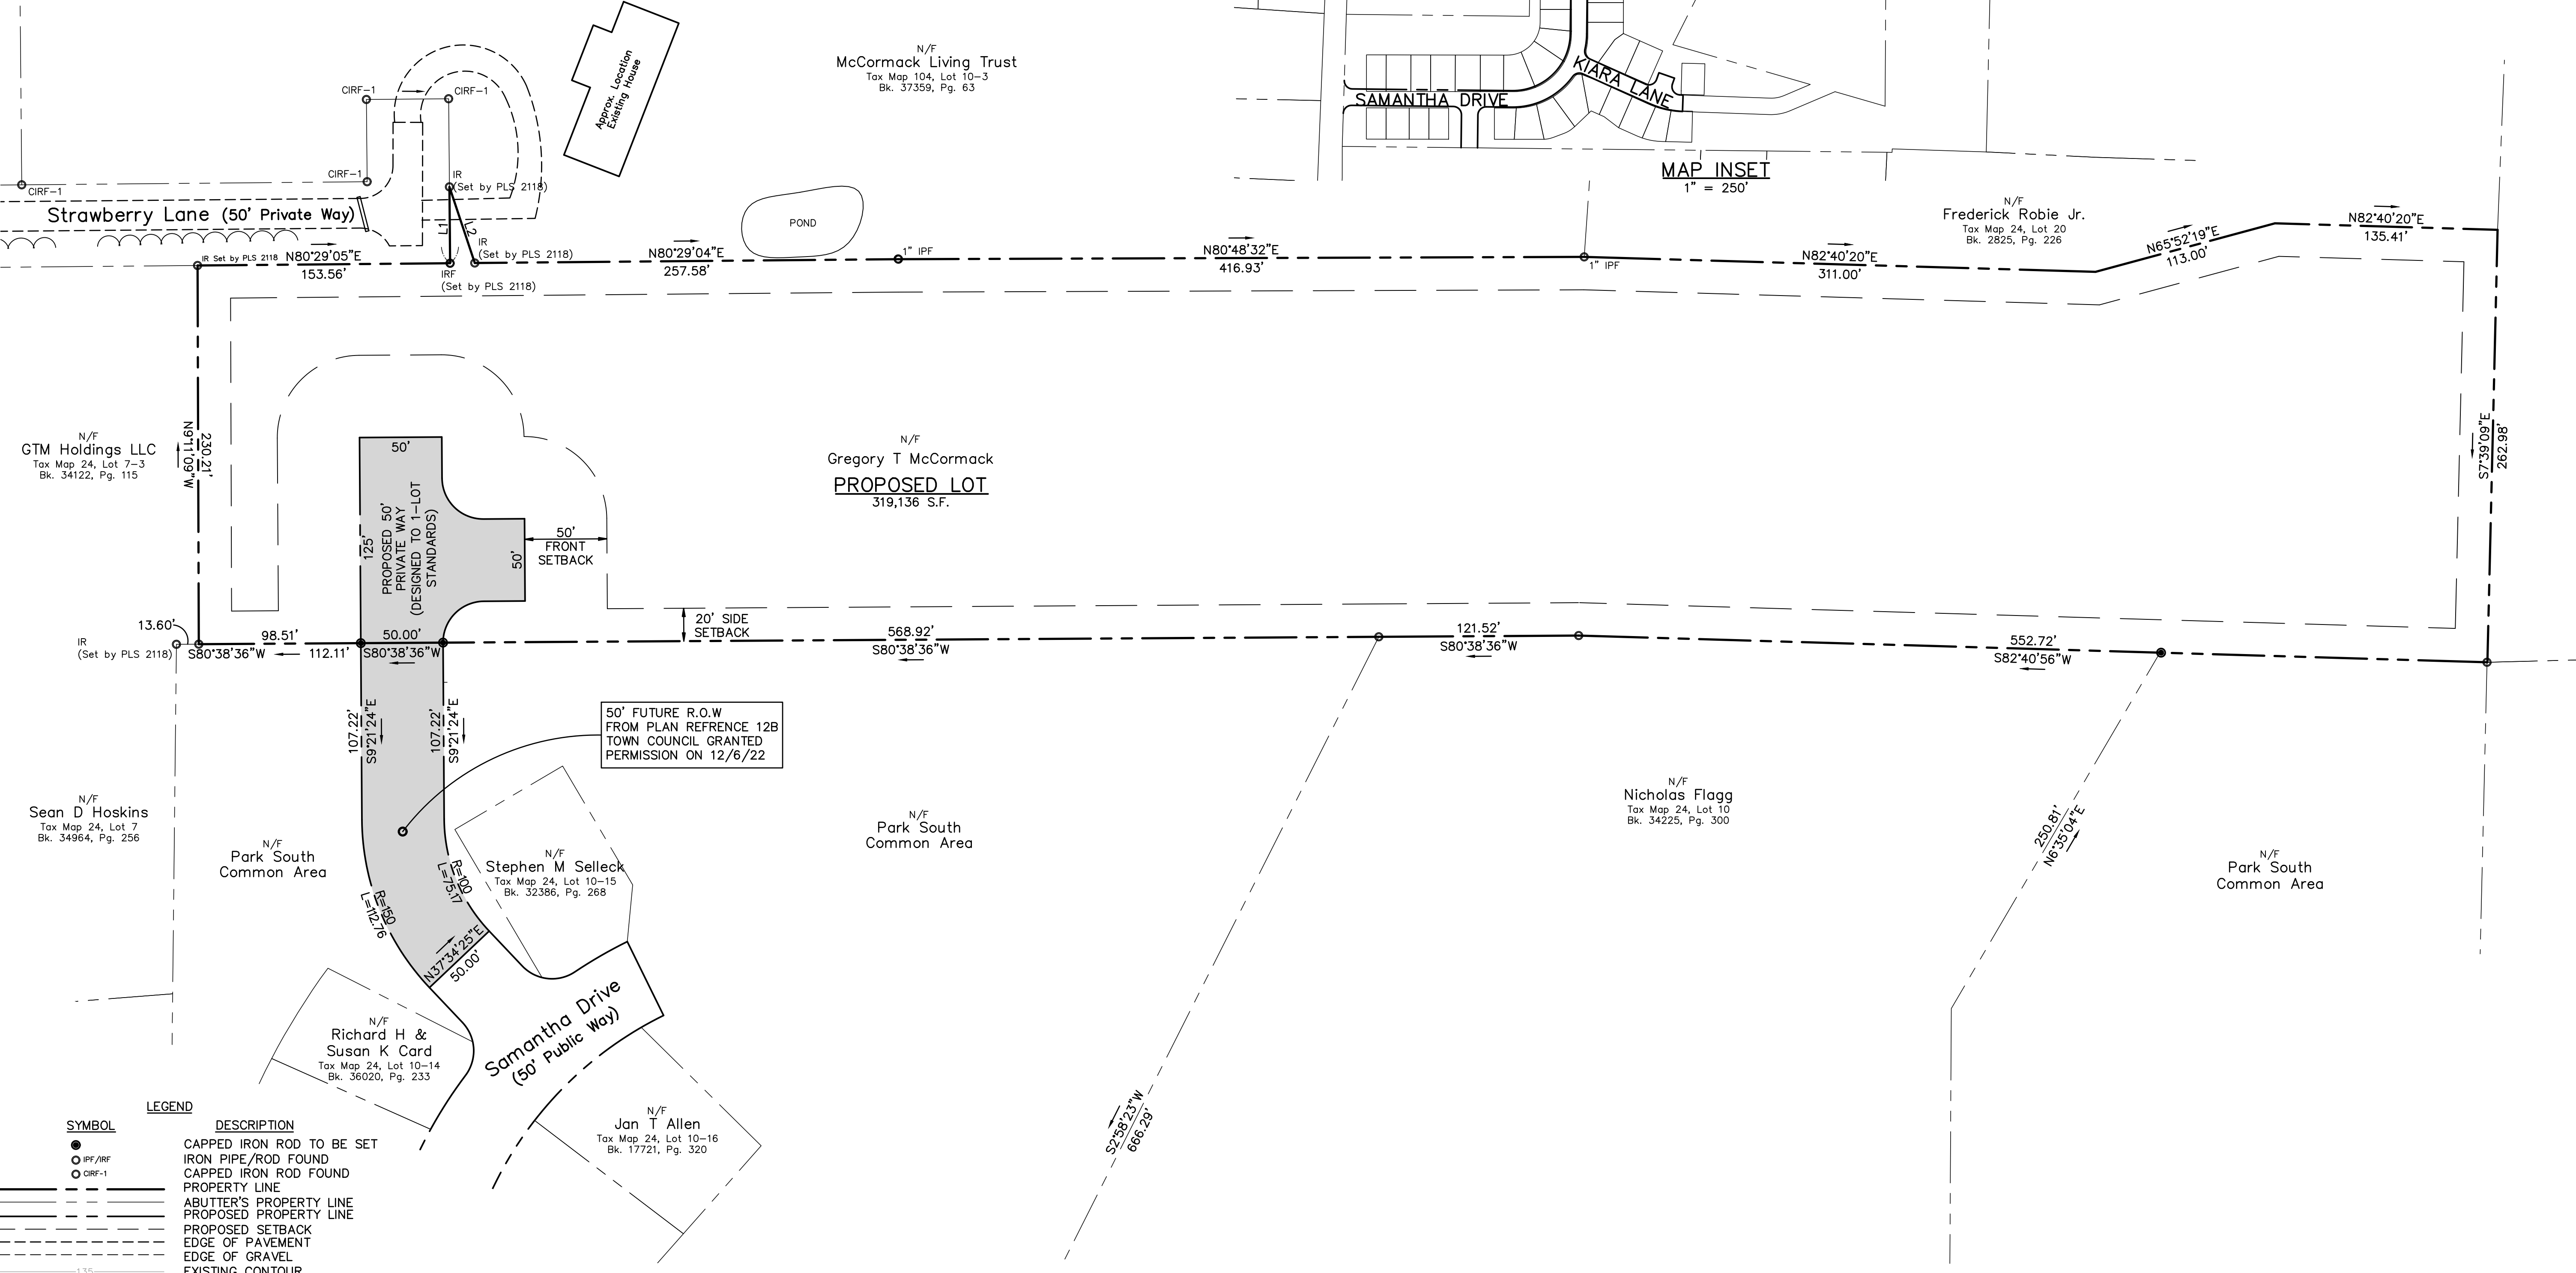 N/F
McCormack Living Trust
Tax Map 104, Lot 10-3
Bk. 37359, Pg. 63
Approx. Location
Existing House
SAMANTHA DRIVE
KIARA LANE
MAP INSET
1" = 250'
CIRF-1
CIRF-1
CIRF-1
CIRF-1
IR
(Set by PLS 2118)
Strawberry Lane (50' Private Way)
L1
L2
IR
(Set by PLS 2118)
POND
N/F
Frederick Robie Jr.
Tax Map 24, Lot 20
Bk. 2825, Pg. 226
IR Set by PLS 2118
N80°29'05"E
153.56'
IRF
(Set by PLS 2118)
N80°29'04"E
257.58'
1" IPF
N80°48'32"E
416.93'
1" IPF
N82°40'20"E
311.00'
N65°52'19"E
113.00'
N82°40'20"E
135.41'
N/F
GTM Holdings LLC
Tax Map 24, Lot 7-3
Bk. 34122, Pg. 115
230.21'
N9°11'09"W
50'
125'
PROPOSED 50'
PRIVATE WAY
(DESIGNED TO 1-LOT
STANDARDS)
50'
50'
FRONT
SETBACK
N/F
Gregory T McCormack
PROPOSED LOT
319,136 S.F.
S7°39'09"E
262.98'
13.60'
IR
(Set by PLS 2118)
98.51'
S80°38'36"W
112.11'
50.00'
S80°38'36"W
20' SIDE
SETBACK
568.92'
S80°38'36"W
121.52'
S80°38'36"W
552.72'
S82°40'56"W
107.22'
S9°21'24"E
107.22'
S9°21'24"E
50' FUTURE R.O.W
FROM PLAN REFRENCE 12B
TOWN COUNCIL GRANTED
PERMISSION ON 12/6/22
N/F
Sean D Hoskins
Tax Map 24, Lot 7
Bk. 34964, Pg. 256
N/F
Park South
Common Area
R=150
L=112.76
R=100
L=75.17
N/F
Stephen M Selleck
Tax Map 24, Lot 10-15
Bk. 32386, Pg. 268
N37°34'25"E
50.00'
N/F
Park South
Common Area
N/F
Nicholas Flagg
Tax Map 24, Lot 10
Bk. 34225, Pg. 300
250.81'
N6°35'04"E
N/F
Park South
Common Area
S2°58'23"W
666.29'
Samantha Drive
(50' Public Way)
N/F
Richard H &
Susan K Card
Tax Map 24, Lot 10-14
Bk. 36020, Pg. 233
N/F
Jan T Allen
Tax Map 24, Lot 10-16
Bk. 17721, Pg. 320
LEGEND
SYMBOL DESCRIPTION
CAPPED IRON ROD TO BE SET
IPF/IRF IRON PIPE/ROD FOUND
CIRF-1 CAPPED IRON ROD FOUND
PROPERTY LINE
ABUTTER'S PROPERTY LINE
PROPOSED PROPERTY LINE
PROPOSED SETBACK
EDGE OF PAVEMENT
EDGE OF GRAVEL
135 EXISTING CONTOUR